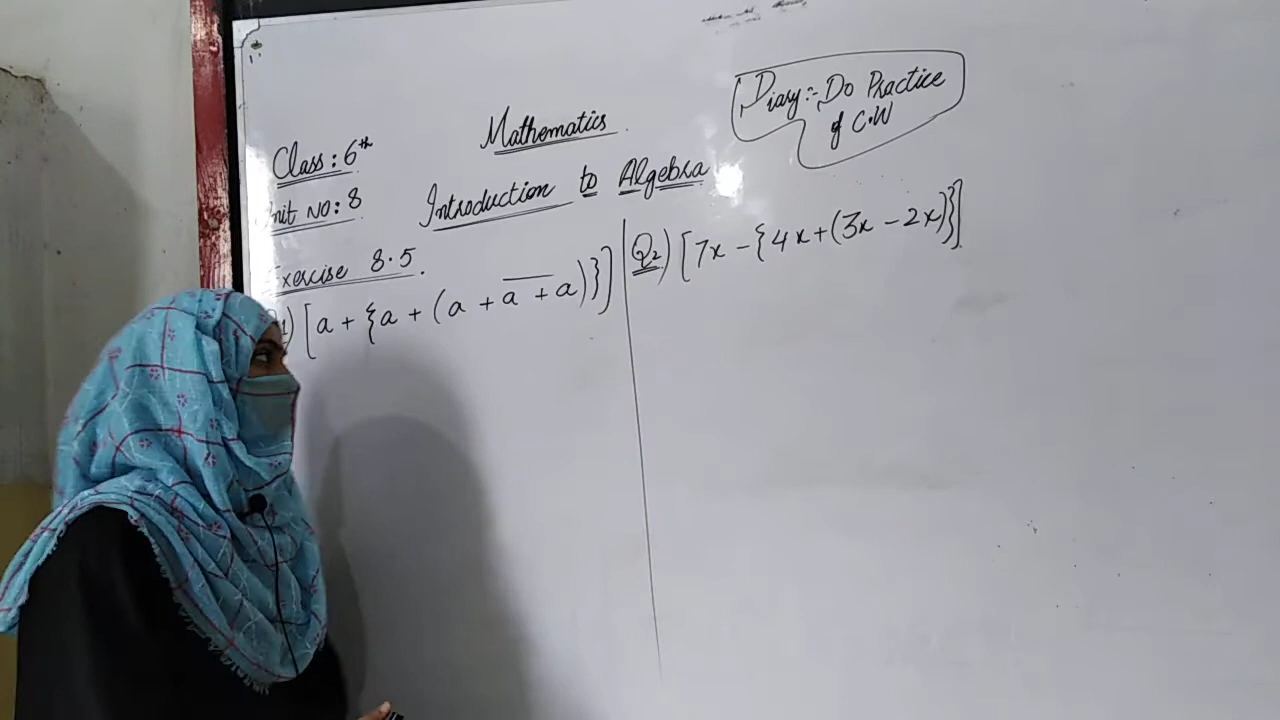 Diary:- Do Practice
of C.W
Mathematics
Class: 6th
Unit NO: 8
Introduction to Algebra
Exercise 8.5.
Q1) [a + {a + (a + a̅ ̅+̅ ̅a̅)}]
Q2) [7x - {4x + (3x - 2x)}]